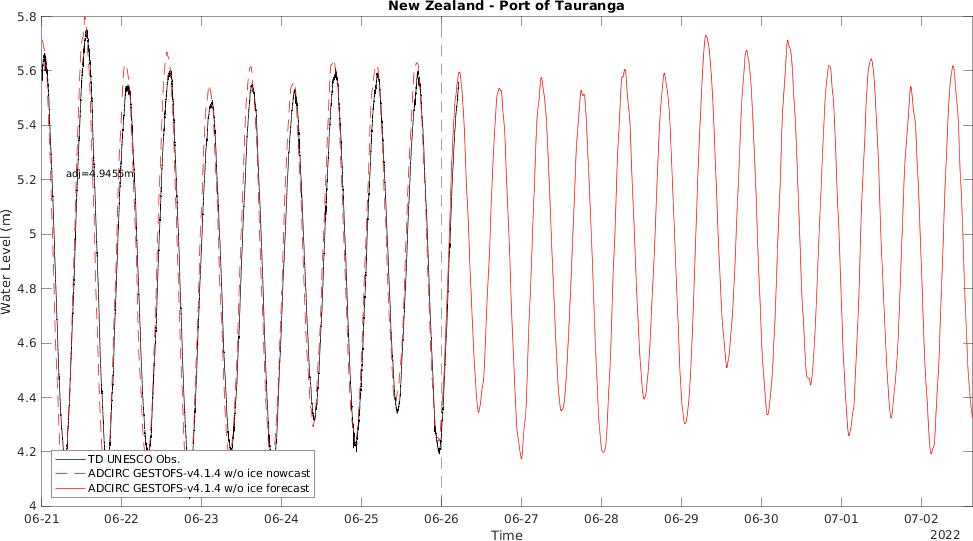 New Zealand - Port of Tauranga
5.8
5.6
5.4
5.2
5
4.8
4.6
4.4
4.2
4
Water Level (m)
adj=4.9455m
TD UNESCO Obs.
ADCIRC GESTOFS-v4.1.4 w/o ice nowcast
ADCIRC GESTOFS-v4.1.4 w/o ice forecast
06-21 06-22 06-23 06-24 06-25 06-26 06-27 06-28 06-29 06-30 07-01 07-02
Time
2022